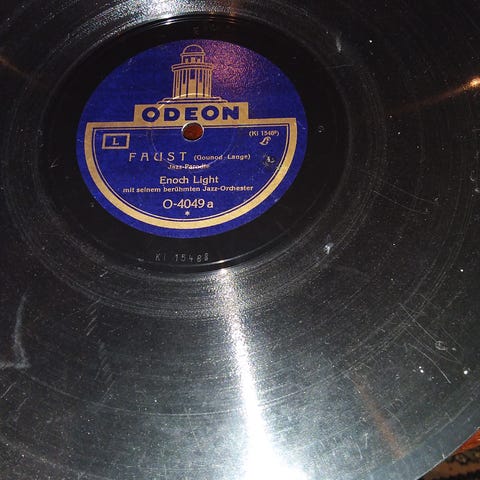 ODEON
L
(Ki 1548⁸)
FAUST (Gounod-Lange)
Jazz-Parodie
Enoch Light
mit seinem berühmten Jazz-Orchester
O-4049 a
*
KI 1548